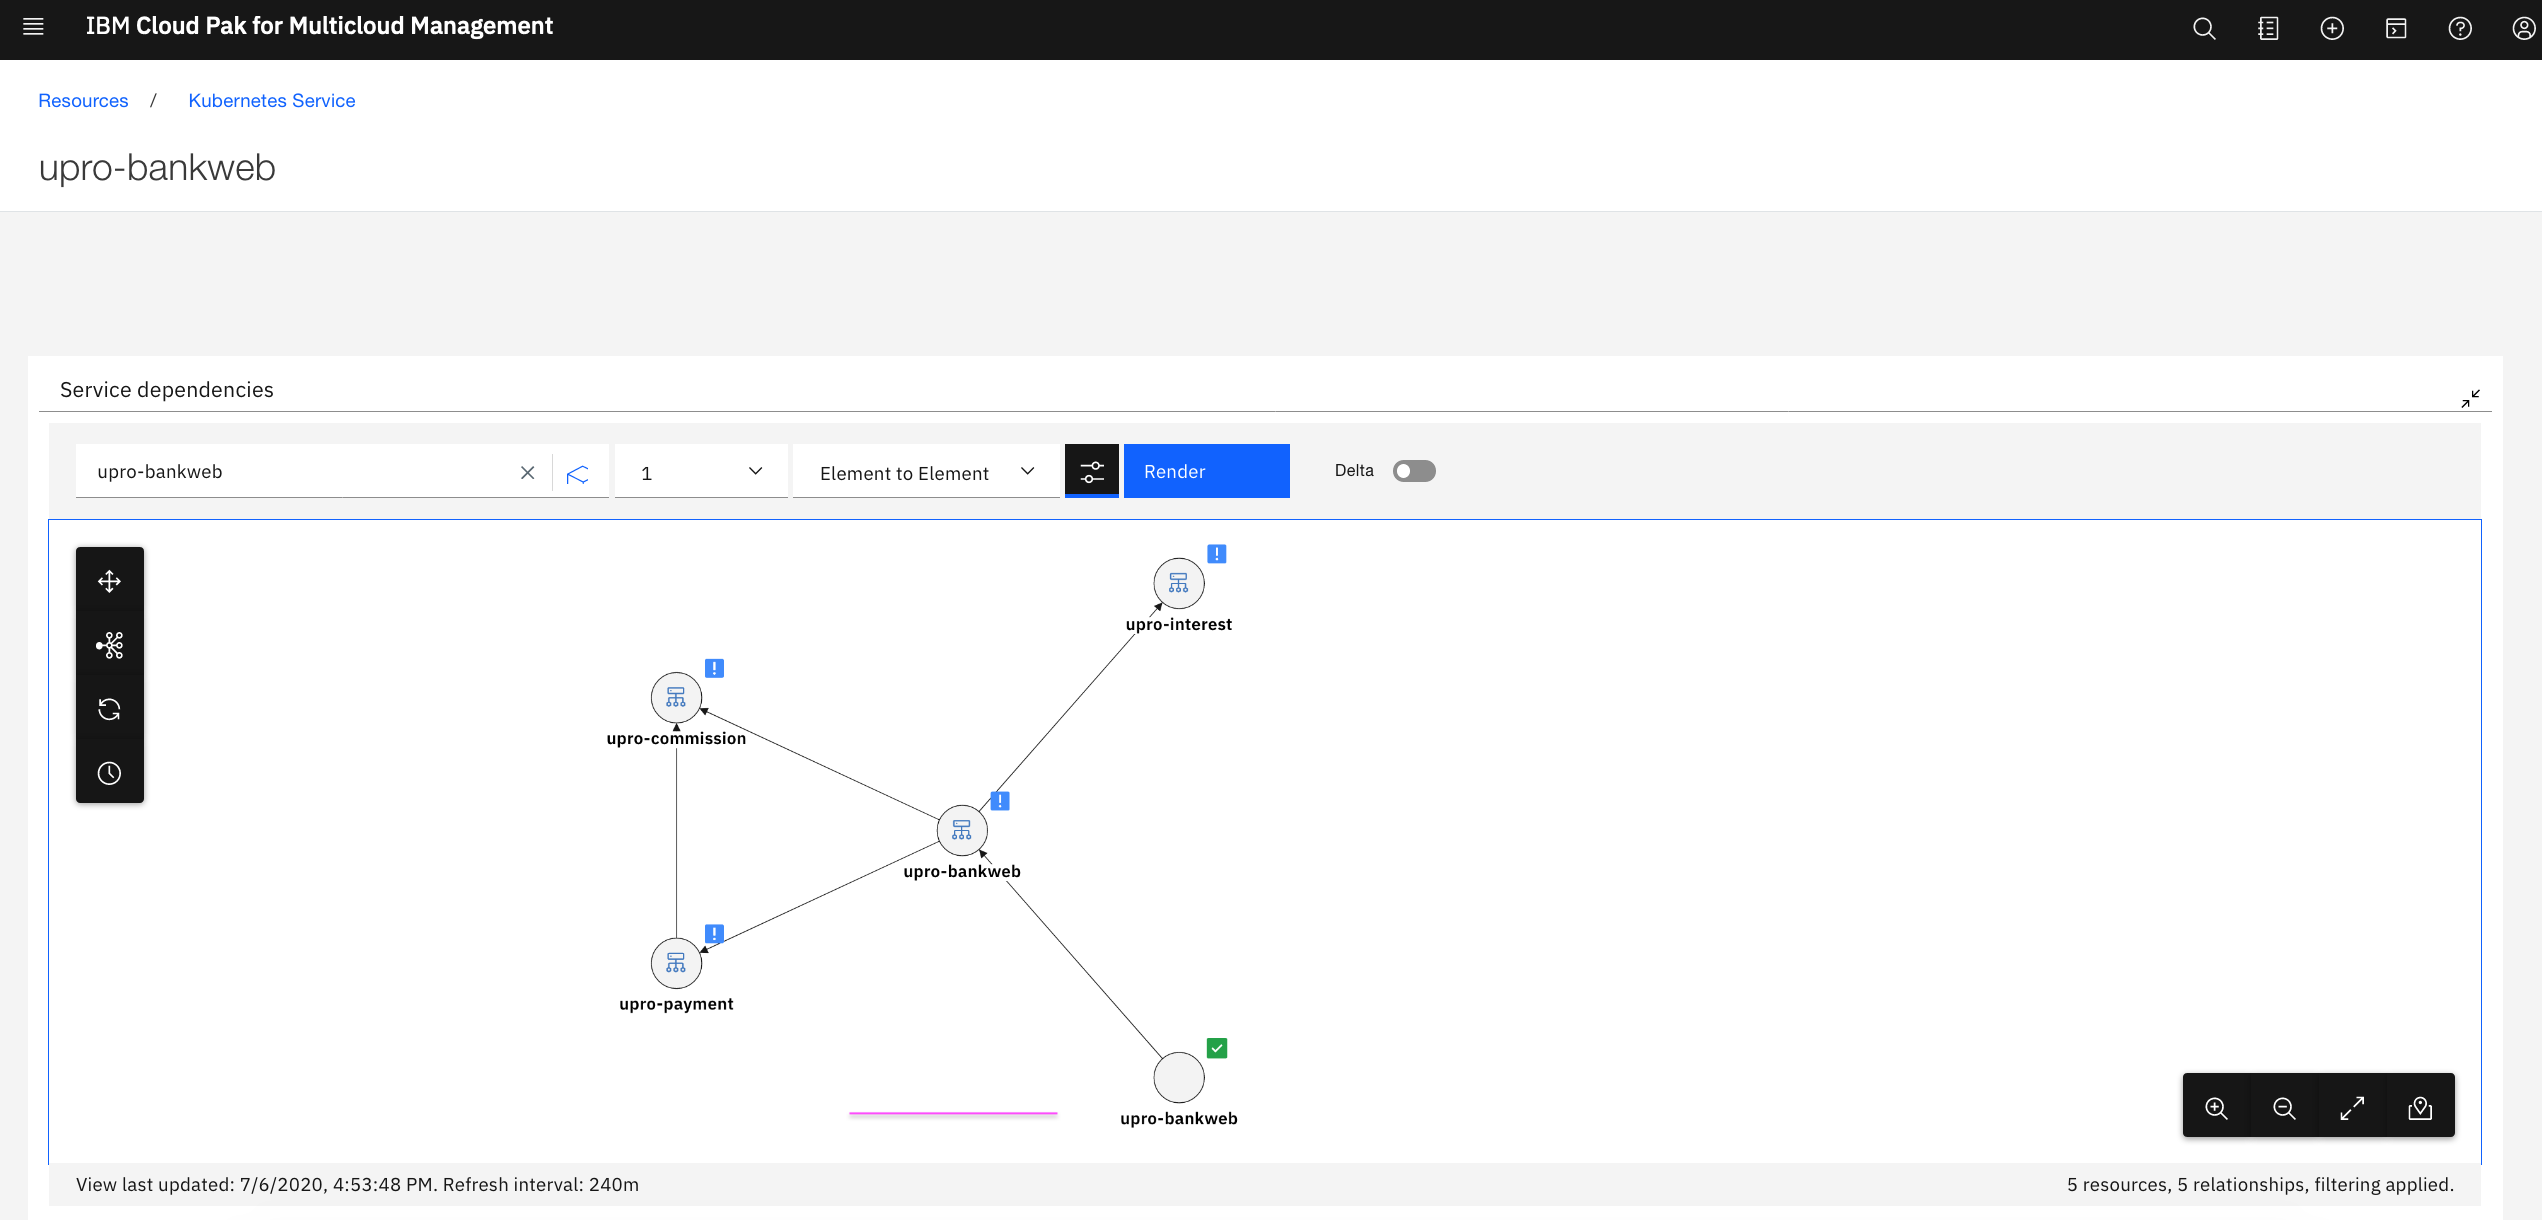 IBM Cloud Pak for Multicloud Management
Resources / Kubernetes Service
upro-bankweb
Service dependencies
upro-bankweb
1
Element to Element
Render
Delta
upro-interest
upro-commission
upro-bankweb
upro-payment
upro-bankweb
View last updated: 7/6/2020, 4:53:48 PM. Refresh interval: 240m
5 resources, 5 relationships, filtering applied.